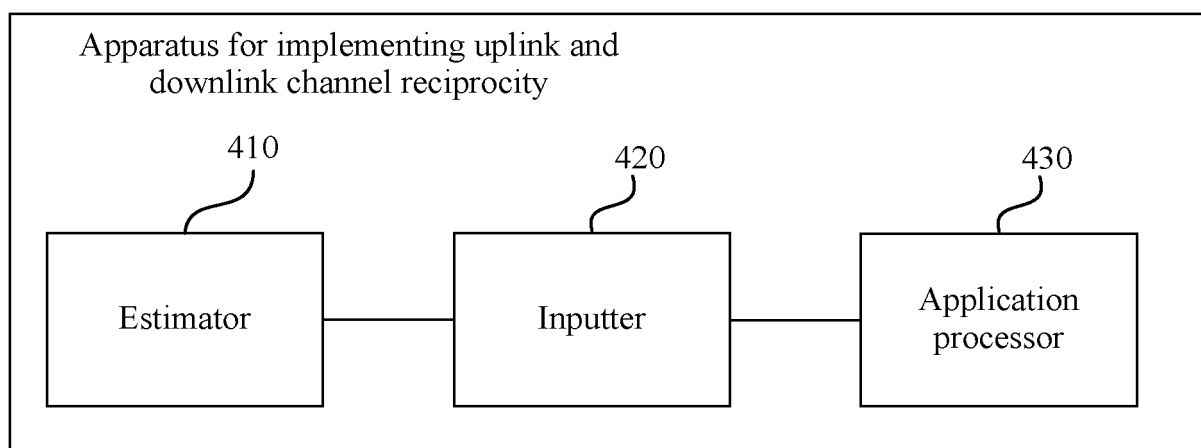 Apparatus for implementing uplink and
downlink channel reciprocity
410
420
430
Estimator
Inputter
Application
processor